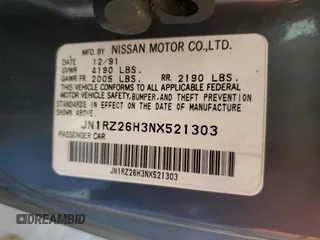 MFD. BY NISSAN MOTOR CO.,LTD.
DATE 12/91
GVWR 4190 LBS.
GAWR FR. 2005 LBS. RR. 2190 LBS.
THIS VEHICLE CONFORMS TO ALL APPLICABLE FEDERAL
MOTOR VEHICLE SAFETY, BUMPER, AND THEFT PREVENTION
STANDARDS IN EFFECT ON THE DATE OF MANUFACTURE
SHOWN ABOVE.
JN1RZ26H3NX521303
PASSENGER CAR
JN1RZ26H3NX521303
DREAMBID